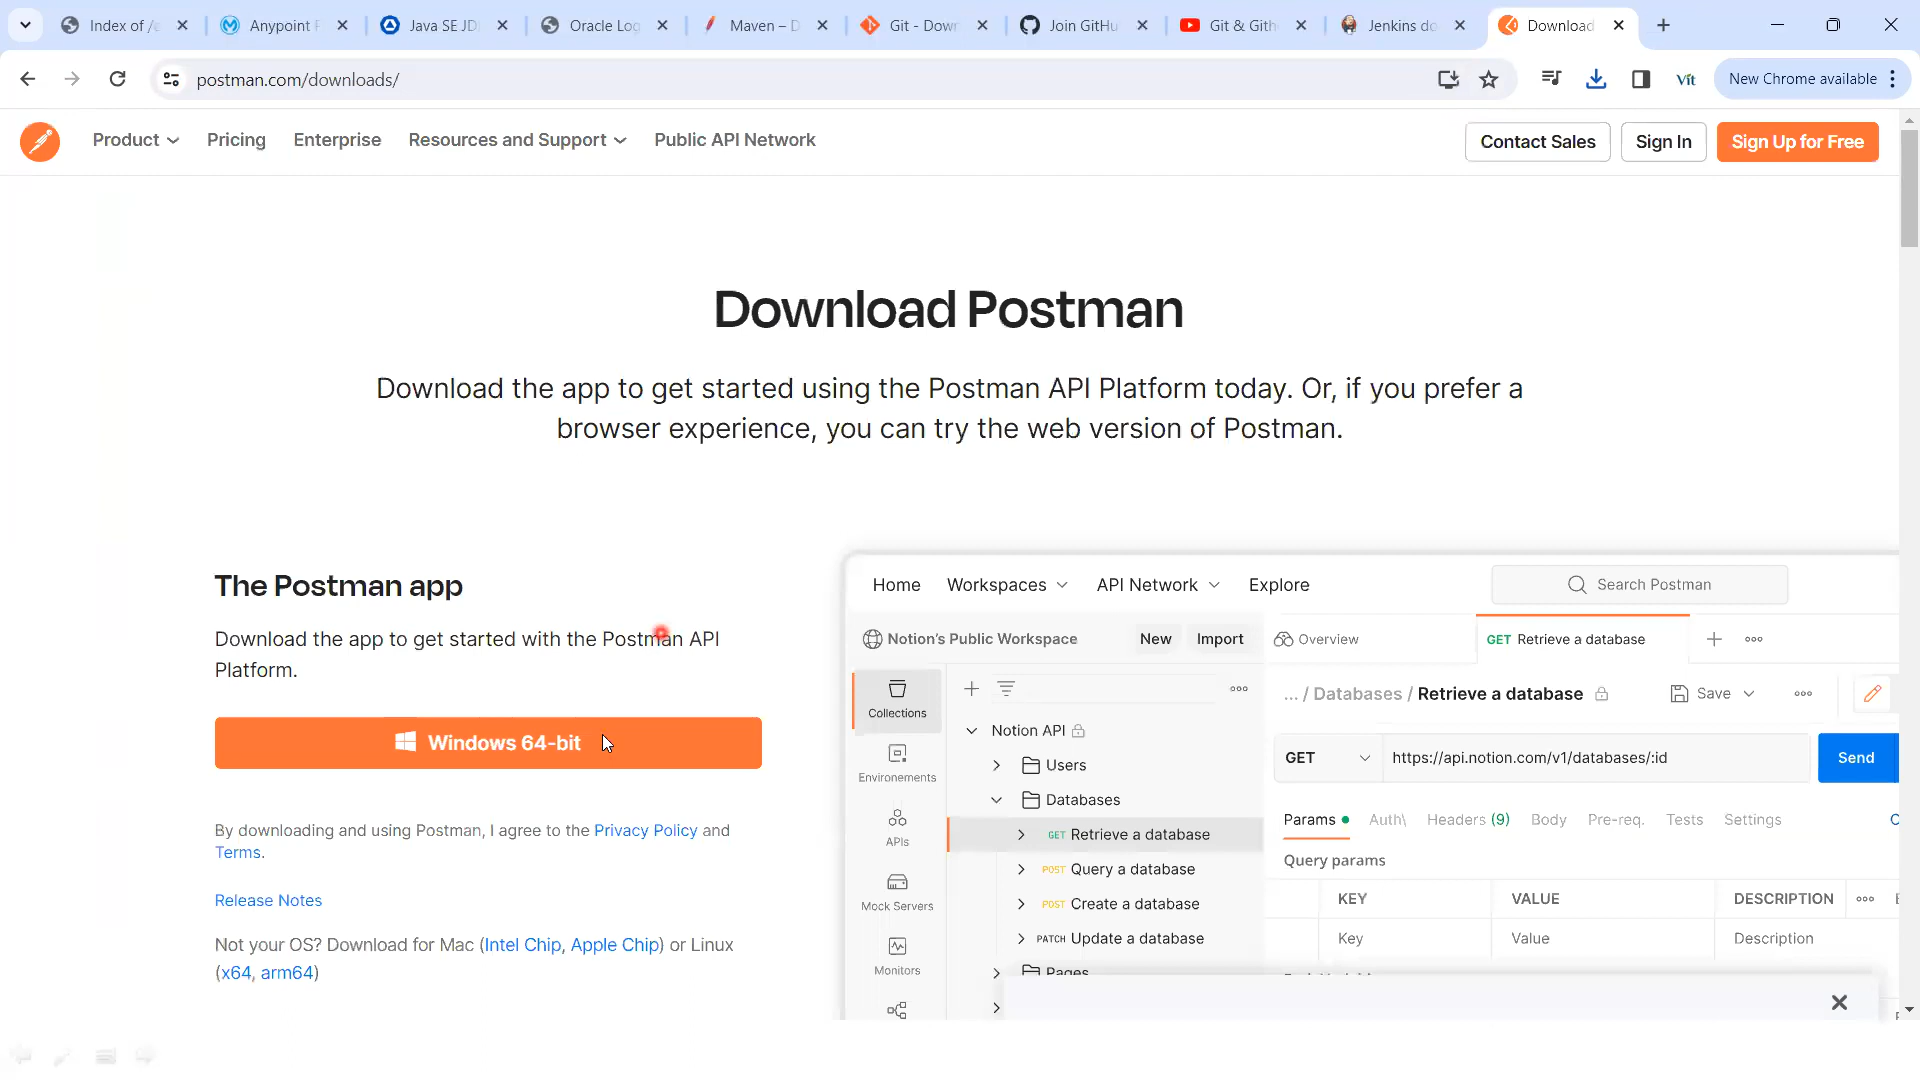 Index of /e
Anypoint P
Java SE JD
Oracle Log
Maven – D
Git - Down
Join GitHu
Git & Gith
Jenkins do
Download
postman.com/downloads/
Vit
New Chrome available
Product
Pricing
Enterprise
Resources and Support
Public API Network
Contact Sales
Sign In
Sign Up for Free
Download Postman
Download the app to get started using the Postman API Platform today. Or, if you prefer a
browser experience, you can try the web version of Postman.
The Postman app
Download the app to get started with the Postman API
Platform.
Windows 64-bit
By downloading and using Postman, I agree to the Privacy Policy and
Terms.
Release Notes
Not your OS? Download for Mac (Intel Chip, Apple Chip) or Linux
(x64, arm64)
Home
Workspaces
API Network
Explore
Search Postman
Notion's Public Workspace
New
Import
Overview
GET Retrieve a database
... / Databases / Retrieve a database
Save
Collections
Environements
APIs
Mock Servers
Monitors
Notion API
Users
Databases
GET Retrieve a database
POST Query a database
POST Create a database
PATCH Update a database
Pages
GET
https://api.notion.com/v1/databases/:id
Send
Params
Auth\
Headers (9)
Body
Pre-req.
Tests
Settings
Query params
KEY
VALUE
DESCRIPTION
Key
Value
Description